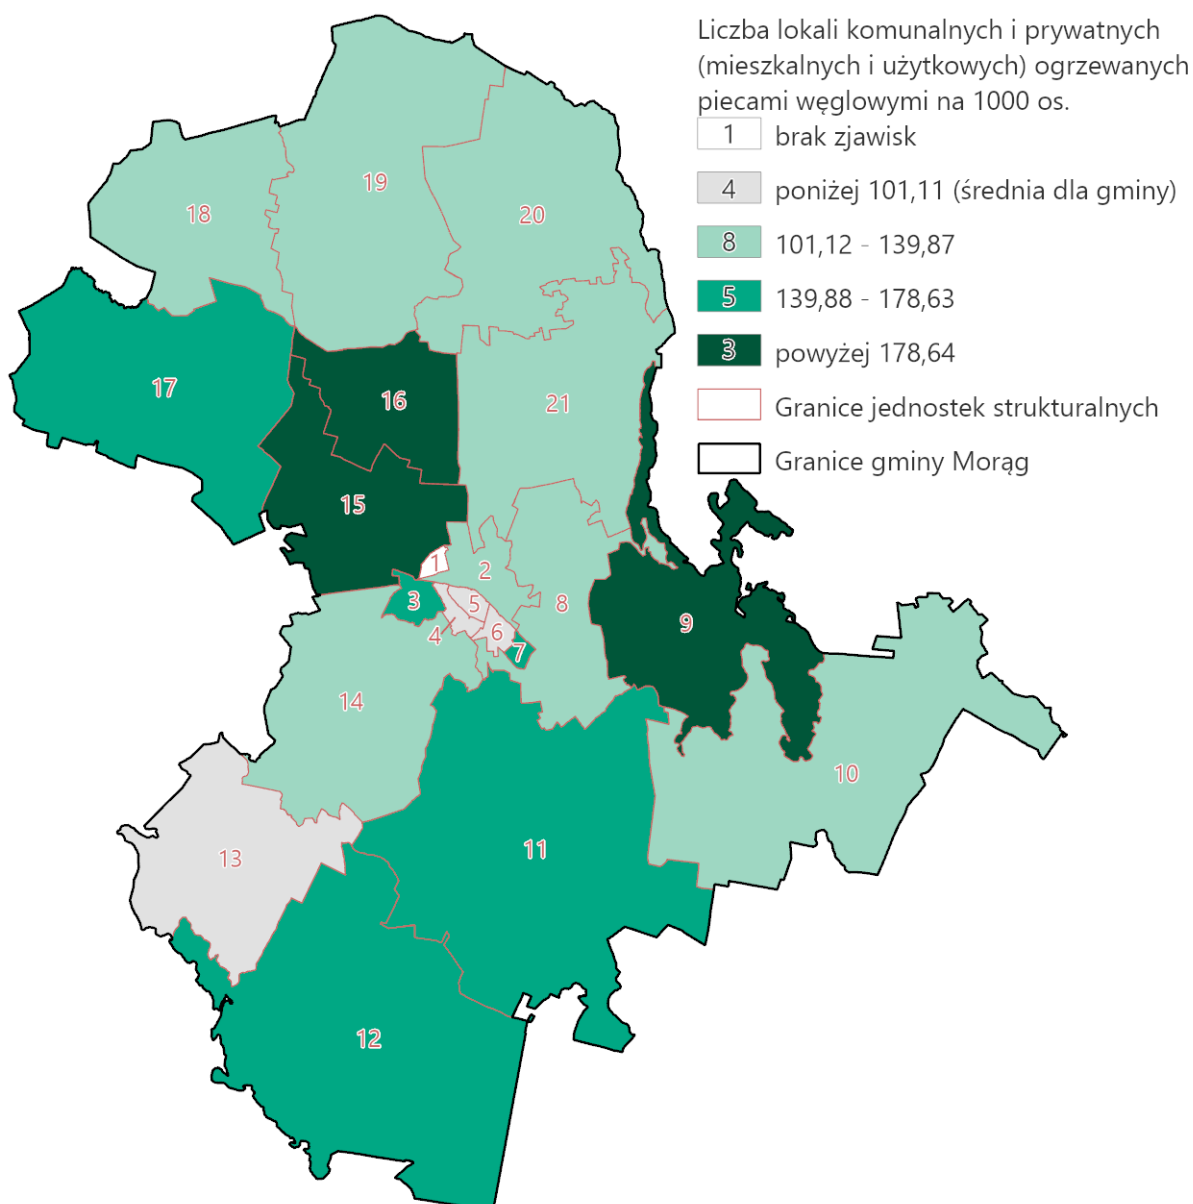 Liczba lokali komunalnych i prywatnych
(mieszkalnych i użytkowych) ogrzewanych
piecami węglowymi na 1000 os.
1 brak zjawisk
4 poniżej 101,11 (średnia dla gminy)
8 101,12 - 139,87
5 139,88 - 178,63
3 powyżej 178,64
Granice jednostek strukturalnych
Granice gminy Morąg
19
18
20
17
16
21
15
1
2
3
5
8
4
6
9
7
14
10
11
13
12